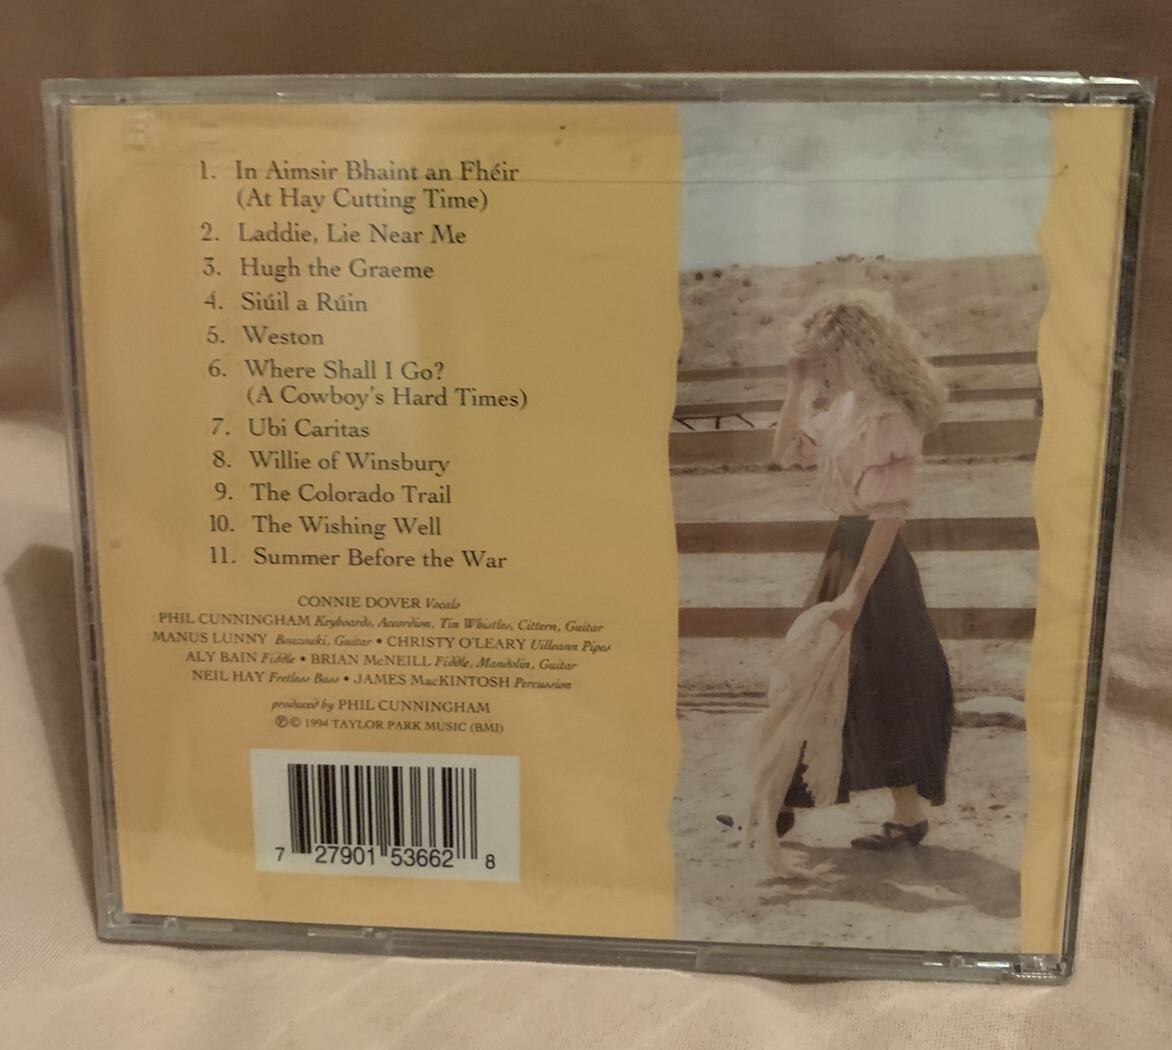 1. In Aimsir Bhaint an Fhéir
(At Hay Cutting Time)
2. Laddie, Lie Near Me
3. Hugh the Graeme
4. Siúil a Rúin
5. Weston
6. Where Shall I Go?
(A Cowboy's Hard Times)
7. Ubi Caritas
8. Willie of Winsbury
9. The Colorado Trail
10. The Wishing Well
11. Summer Before the War
CONNIE DOVER Vocals
PHIL CUNNINGHAM Keyboards, Accordion, Tin Whistles, Cittern, Guitar
MANUS LUNNY Bouzouki, Guitar • CHRISTY O'LEARY Uilleann Pipes
ALY BAIN Fiddle • BRIAN McNEILL Fiddle, Mandolin, Guitar
NEIL HAY Fretless Bass • JAMES MacKINTOSH Percussion
produced by PHIL CUNNINGHAM
℗© 1994 TAYLOR PARK MUSIC (BMI)
7 27901 53662 8